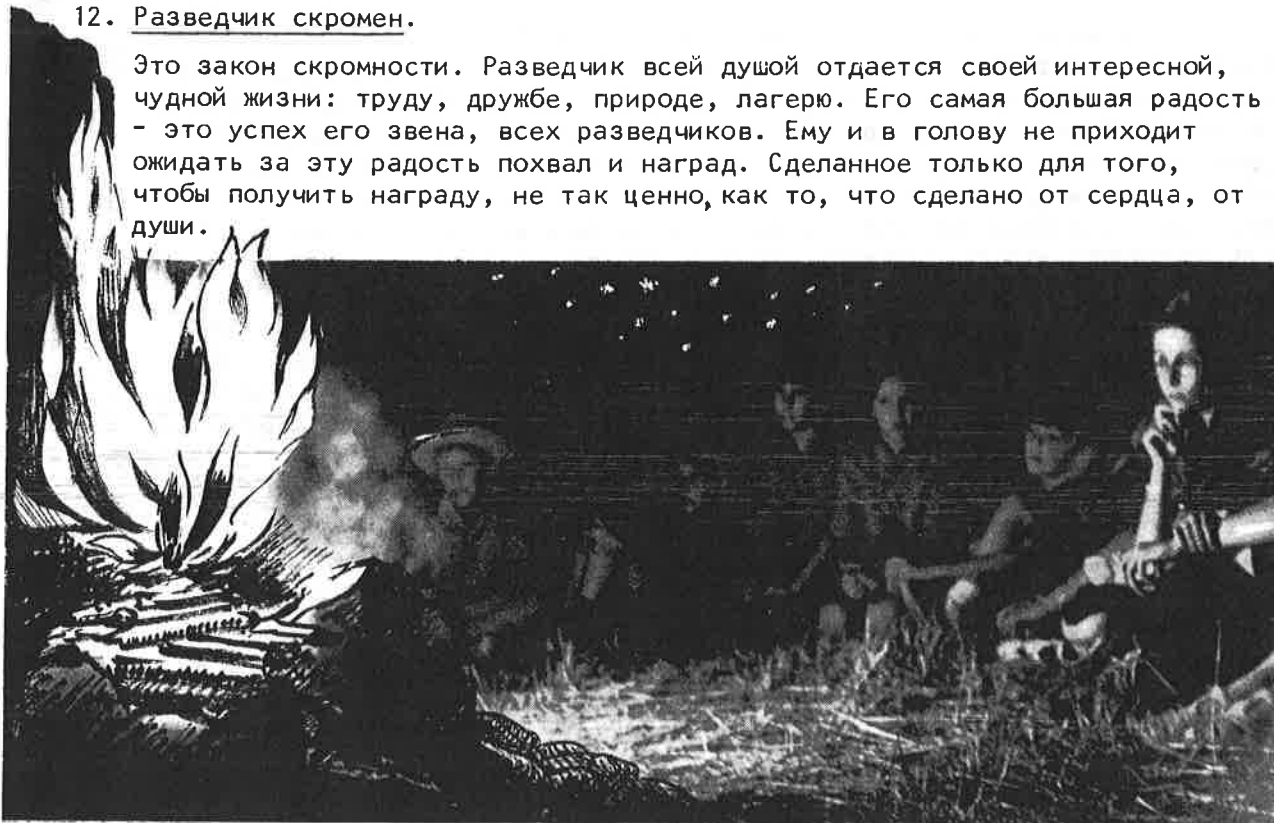 12. Разведчик скромен.
Это закон скромности. Разведчик всей душой отдается своей интересной,
чудной жизни: труду, дружбе, природе, лагерю. Его самая большая радость
- это успех его звена, всех разведчиков. Ему и в голову не приходит
ожидать за эту радость похвал и наград. Сделанное только для того,
чтобы получить награду, не так ценно, как то, что сделано от сердца, от
души.